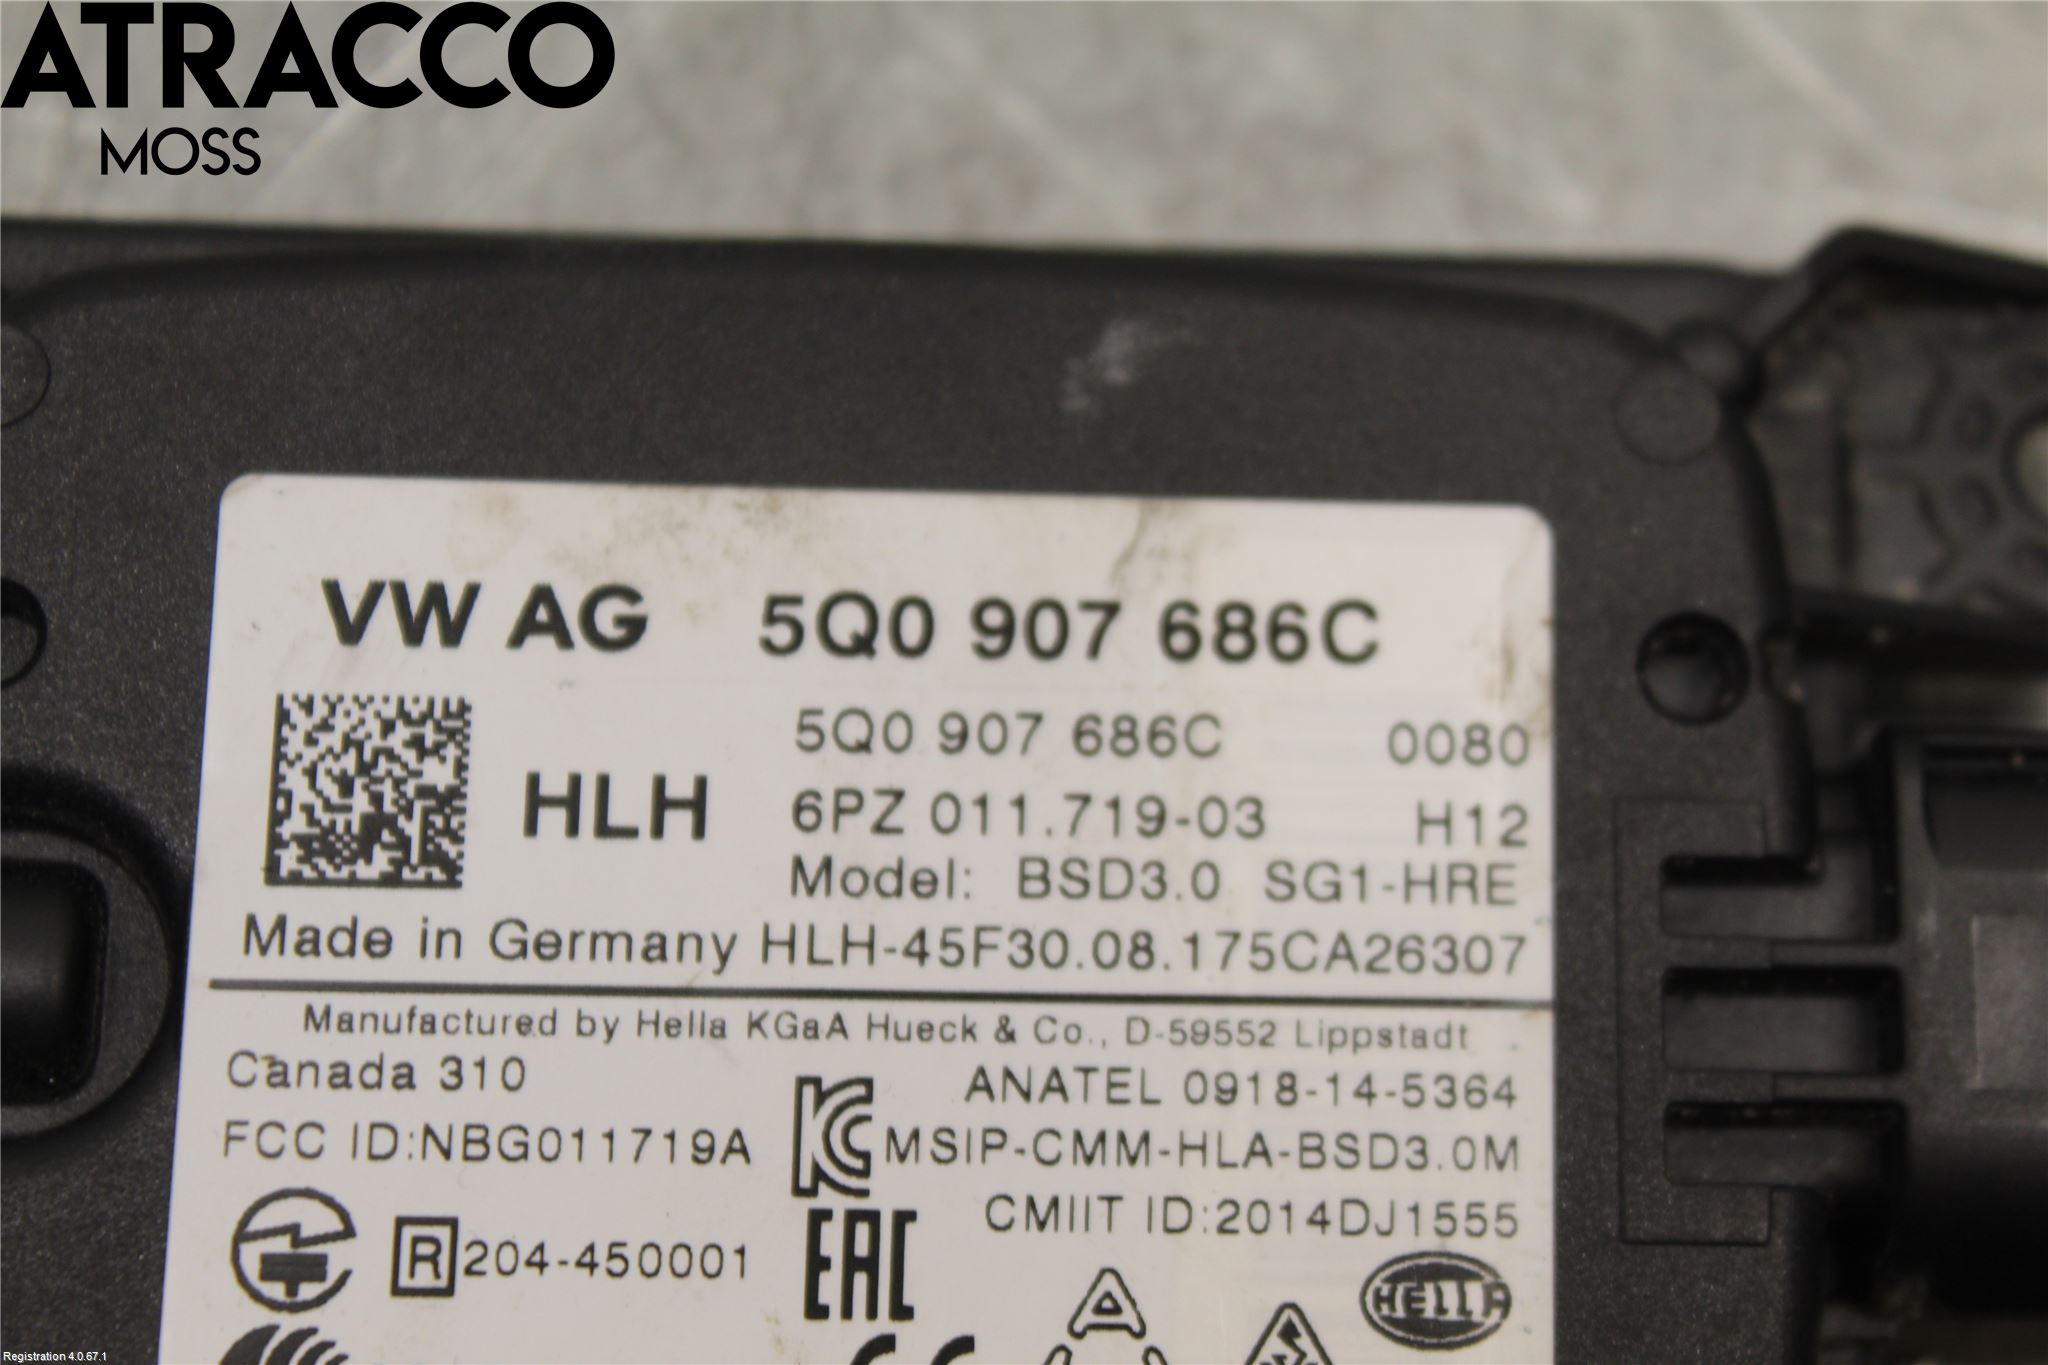 ATRACCO
MOSS
VW AG 5Q0 907 686C
5Q0 907 686C 0080
HLH 6PZ 011.719-03 H12
Model: BSD3.0 SG1-HRE
Made in Germany HLH-45F30.08.175CA26307
Manufactured by Hella KGaA Hueck & Co., D-59552 Lippstadt
Canada 310
ANATEL 0918-14-5364
FCC ID:NBG011719A
KC MSIP-CMM-HLA-BSD3.0M
CMIIT ID:2014DJ1555
R 204-450001
EAC
HELLA
Registration 4.0.67.1